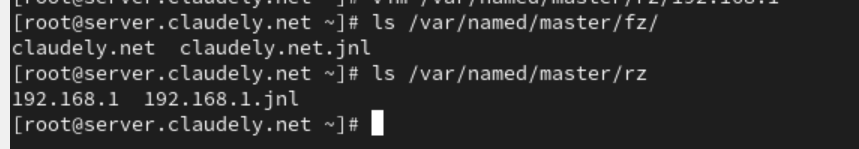 [root@server.claudely.net ~]# vim /var/named/master/rz/192.168.1
[root@server.claudely.net ~]# ls /var/named/master/fz/
claudely.net  claudely.net.jnl
[root@server.claudely.net ~]# ls /var/named/master/rz
192.168.1  192.168.1.jnl
[root@server.claudely.net ~]#